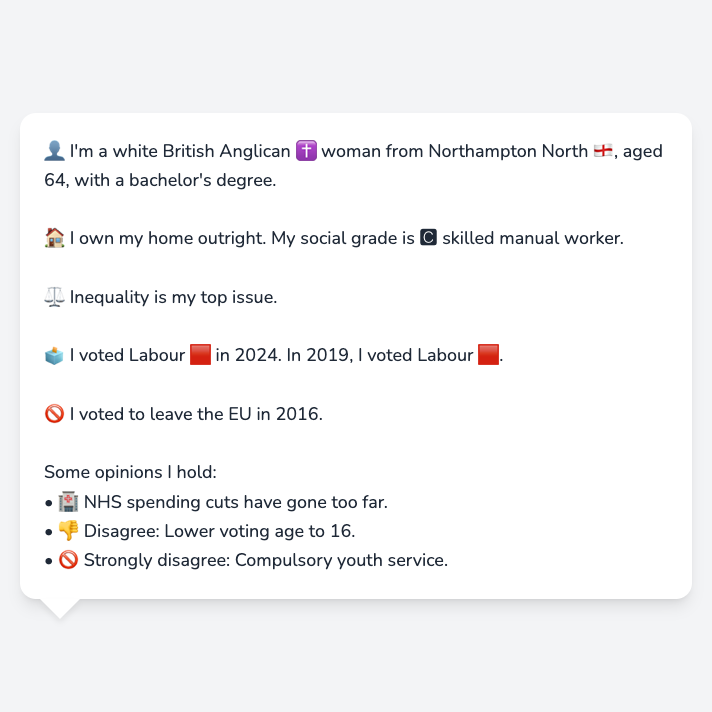 👤 I'm a white British Anglican ✝️ woman from Northampton North 🏴󠁧󠁢󠁥󠁮󠁧󠁿, aged
64, with a bachelor's degree.
🏠 I own my home outright. My social grade is 🅲 skilled manual worker.
⚖️ Inequality is my top issue.
🗳️ I voted Labour 🟥 in 2024. In 2019, I voted Labour 🟥.
🚫 I voted to leave the EU in 2016.
Some opinions I hold:
• 🏥 NHS spending cuts have gone too far.
• 👎 Disagree: Lower voting age to 16.
• 🚫 Strongly disagree: Compulsory youth service.